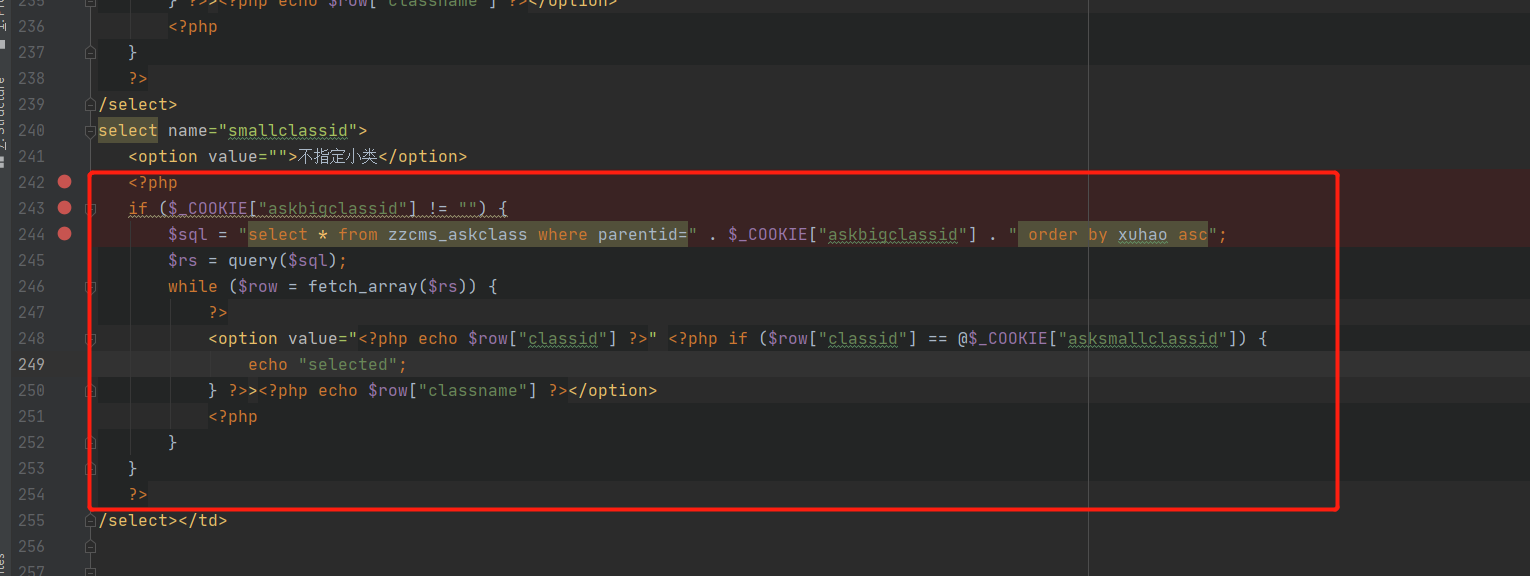 235 } ?>><?php echo $row["classname"] ?></option>
236 <?php
237 }
238 ?>
239 /select>
240 select name="smallclassid">
241 <option value="">不指定小类</option>
242 <?php
243 if ($_COOKIE["askbigclassid"] != "") {
244 $sql = "select * from zzcms_askclass where parentid=" . $_COOKIE["askbigclassid"] . " order by xuhao asc";
245 $rs = query($sql);
246 while ($row = fetch_array($rs)) {
247 ?>
248 <option value="<?php echo $row["classid"] ?>" <?php if ($row["classid"] == @$_COOKIE["asksmallclassid"]) {
249 echo "selected";
250 } ?>><?php echo $row["classname"] ?></option>
251 <?php
252 }
253 }
254 ?>
255 /select></td>
256
257